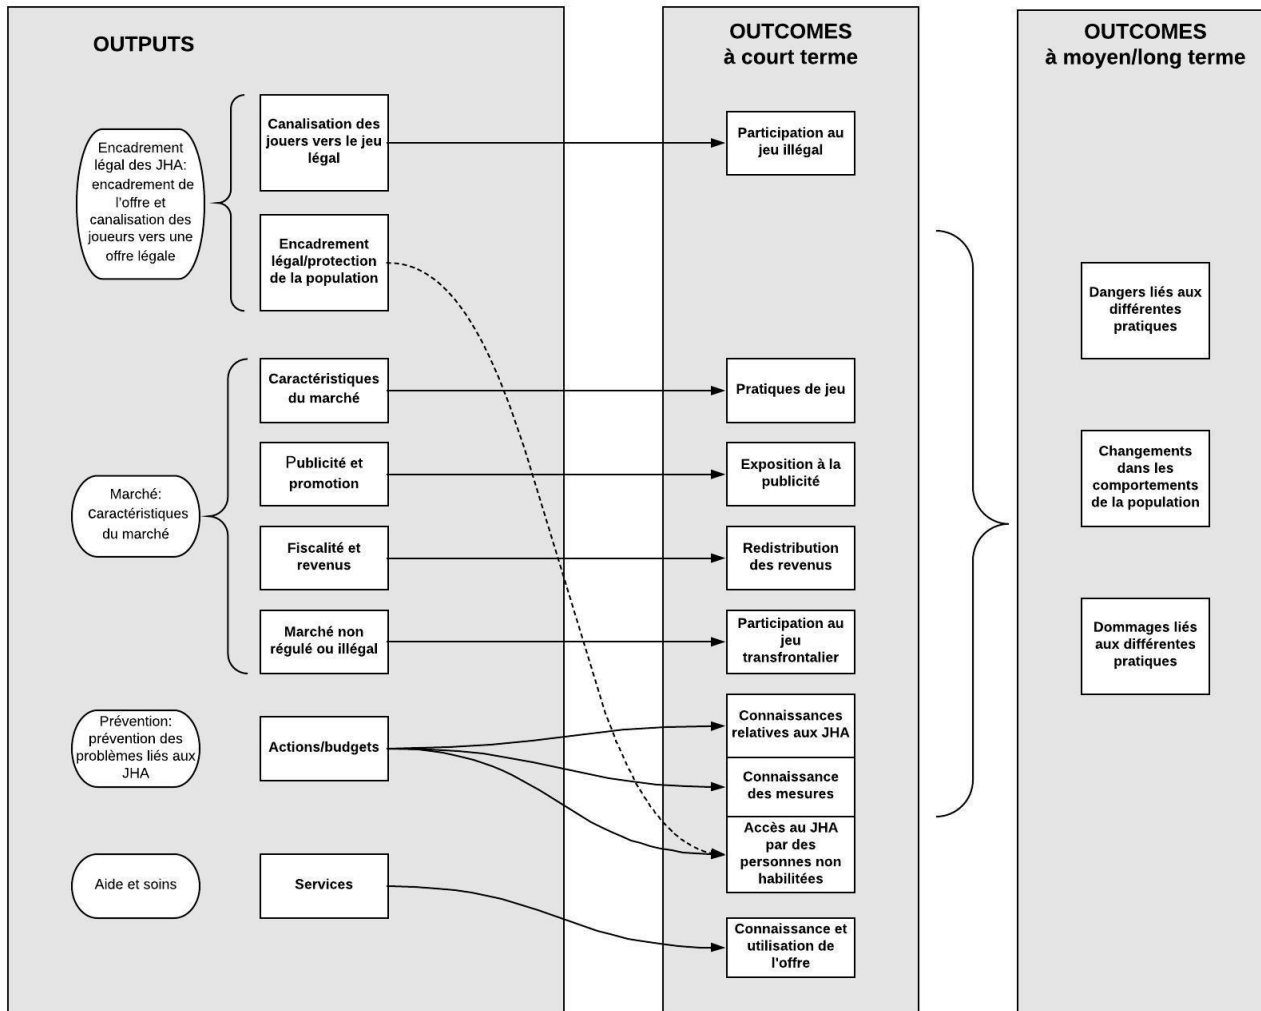 OUTPUTS
Encadrement
légal des JHA:
encadrement de
l'offre et
canalisation des
joueurs vers une
offre légale
Canalisation des
jouers vers le jeu
légal
Encadrement
légal/protection
de la population
Marché:
caractéristiques
du marché
Caractéristiques
du marché
Publicité et
promotion
Fiscalité et
revenus
Marché non
régulé ou illégal
Prévention:
prévention des
problèmes liés aux
JHA
Actions/budgets
Aide et soins
Services
OUTCOMES
à court terme
Participation au
jeu illégal
Pratiques de jeu
Exposition à la
publicité
Redistribution
des revenus
Participation au
jeu
transfrontalier
Connaissances
relatives aux JHA
Connaissance
des mesures
Accès au JHA
par des
personnes non
habilitées
Connaissance et
utilisation de
l'offre
OUTCOMES
à moyen/long terme
Dangers liés aux
différentes
pratiques
Changements
dans les
comportements
de la population
Dommages liés
aux différentes
pratiques